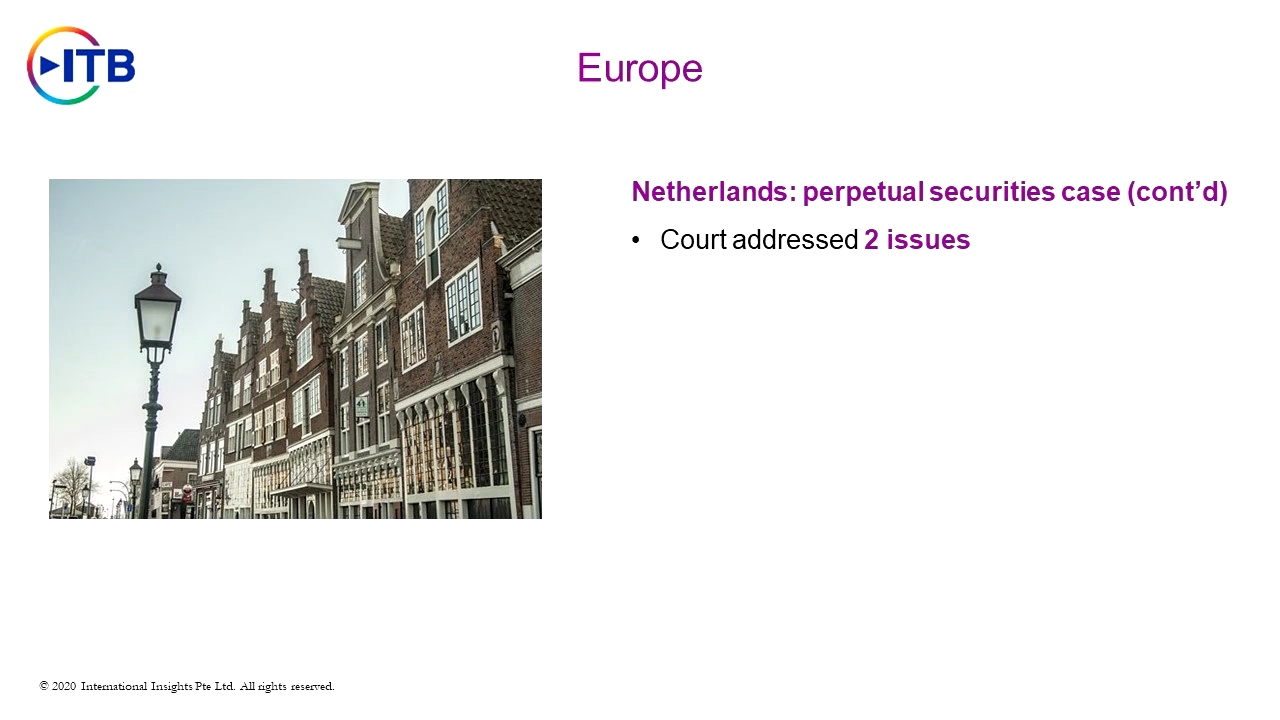 ITB
Europe
Netherlands: perpetual securities case (cont’d)
• Court addressed 2 issues
© 2020 International Insights Pte Ltd. All rights reserved.